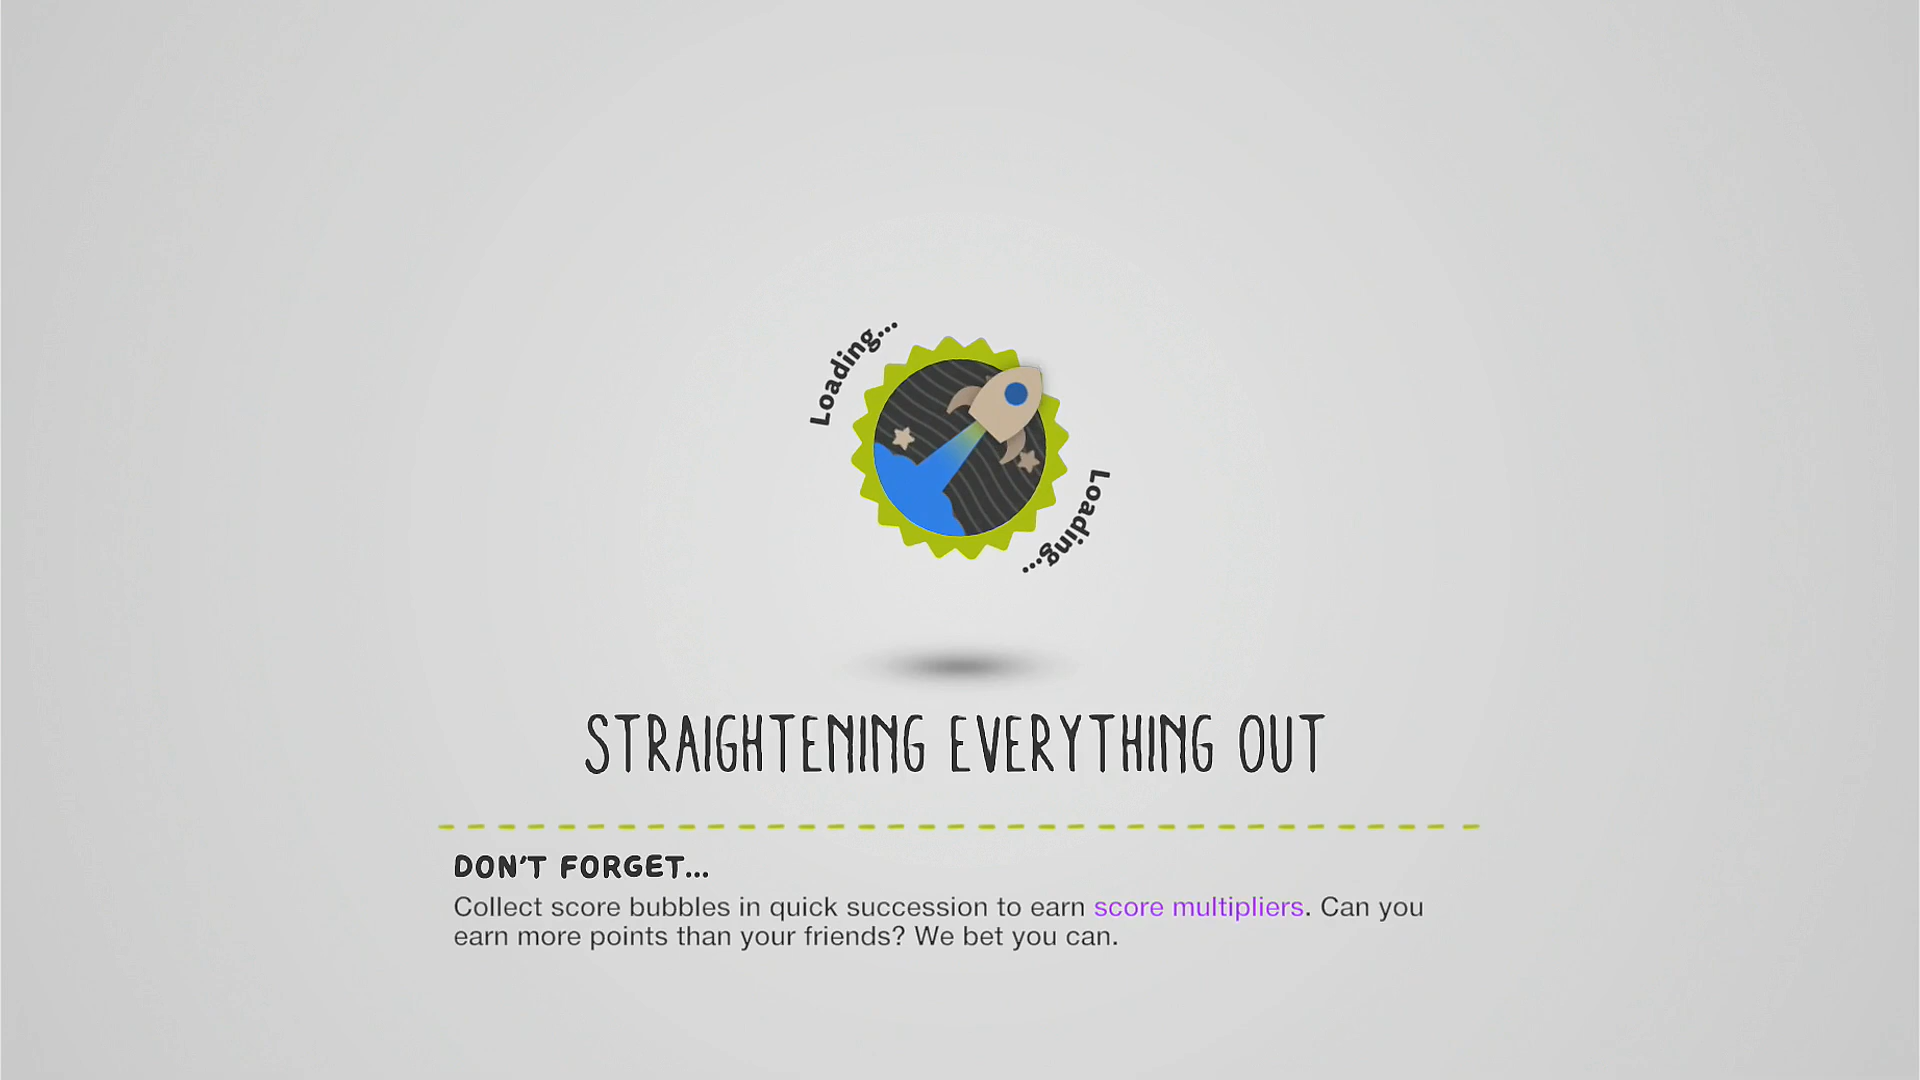 Loading...
Loading...
STRAIGHTENING EVERYTHING OUT
DON'T FORGET...
Collect score bubbles in quick succession to earn score multipliers. Can you
earn more points than your friends? We bet you can.